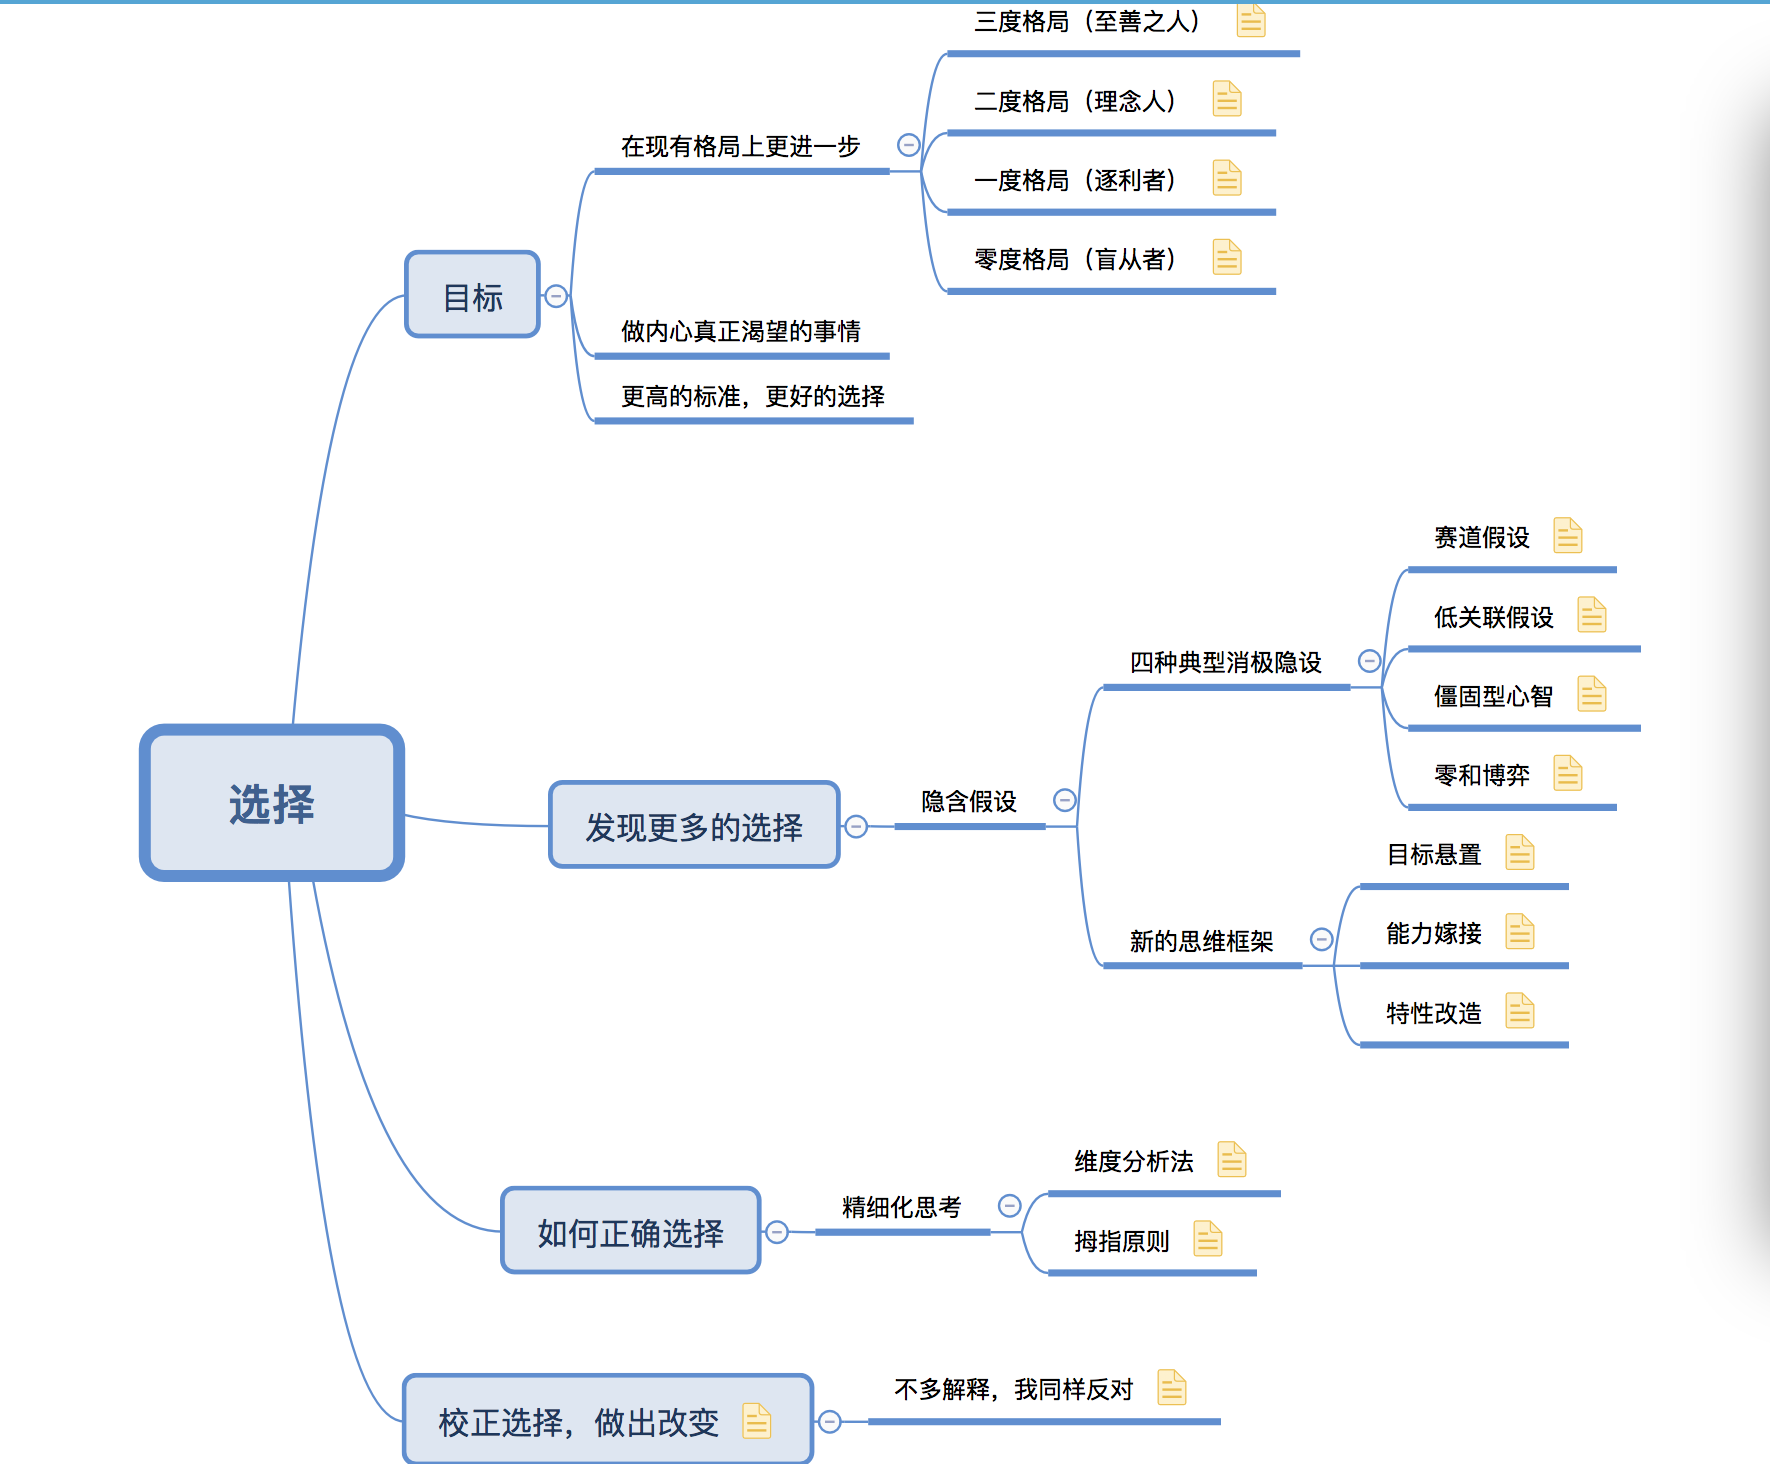 选择
目标
在现有格局上更进一步
三度格局（至善之人）
二度格局（理念人）
一度格局（逐利者）
零度格局（盲从者）
做内心真正渴望的事情
更高的标准，更好的选择
发现更多的选择
隐含假设
四种典型消极隐设
赛道假设
低关联假设
僵固型心智
零和博弈
新的思维框架
目标悬置
能力嫁接
特性改造
如何正确选择
精细化思考
维度分析法
拇指原则
校正选择，做出改变
不多解释，我同样反对